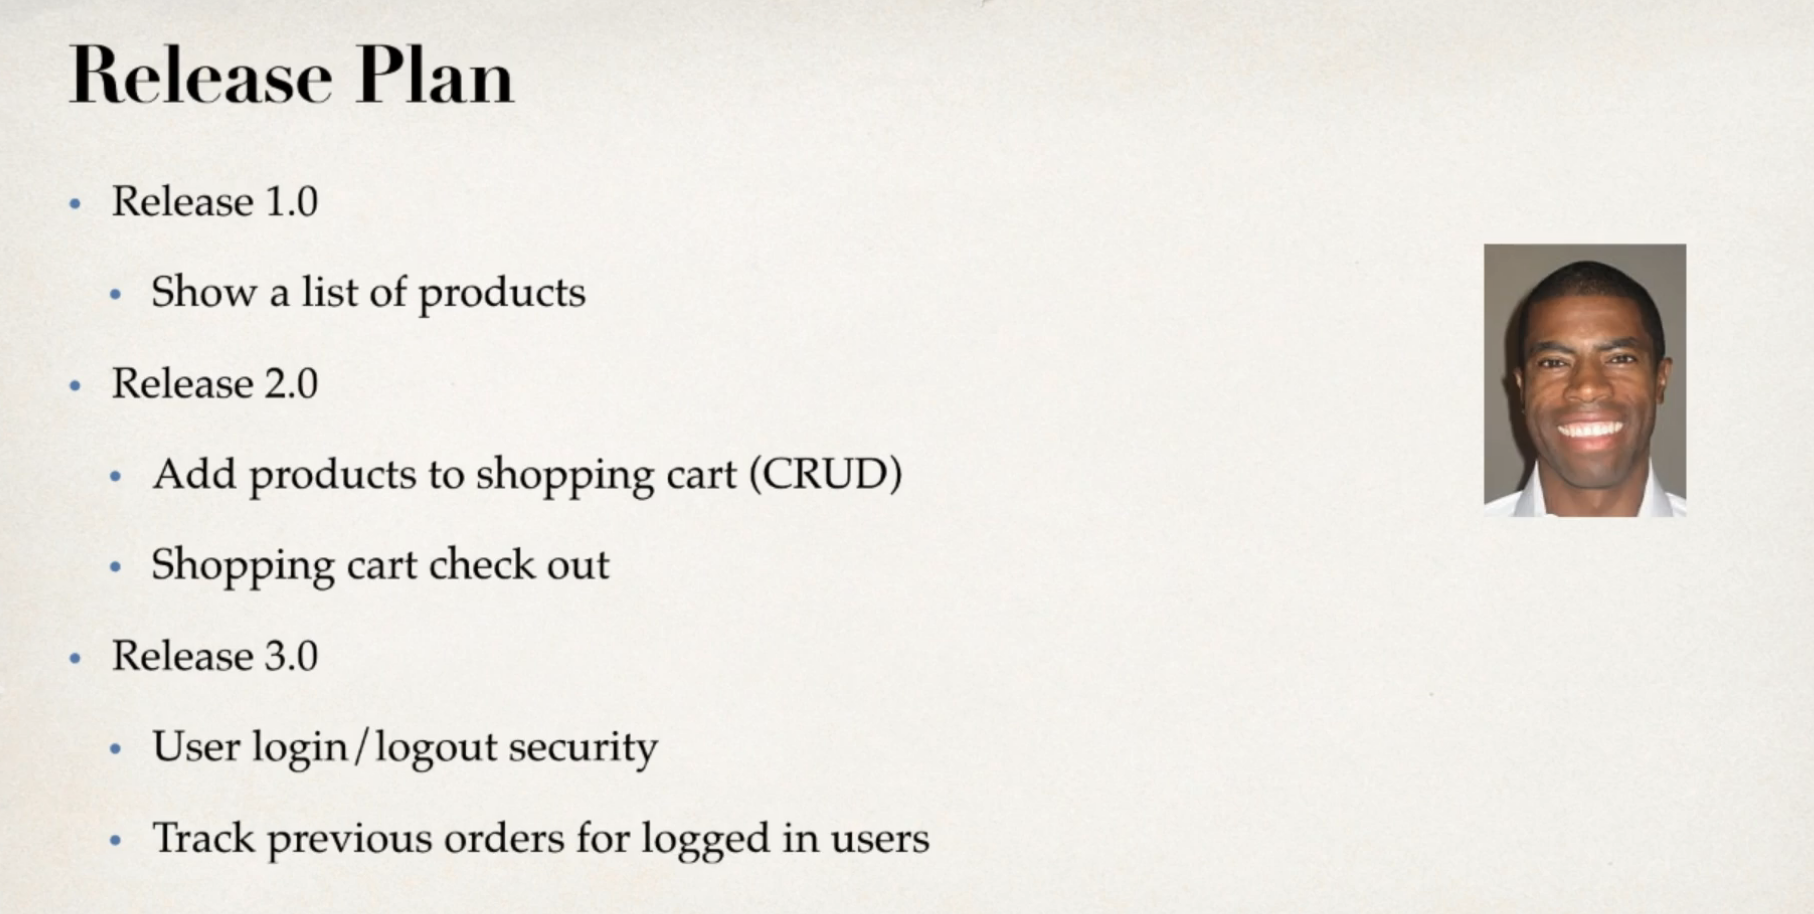 Release Plan
• Release 1.0
• Show a list of products
• Release 2.0
• Add products to shopping cart (CRUD)
• Shopping cart check out
• Release 3.0
• User login/logout security
• Track previous orders for logged in users